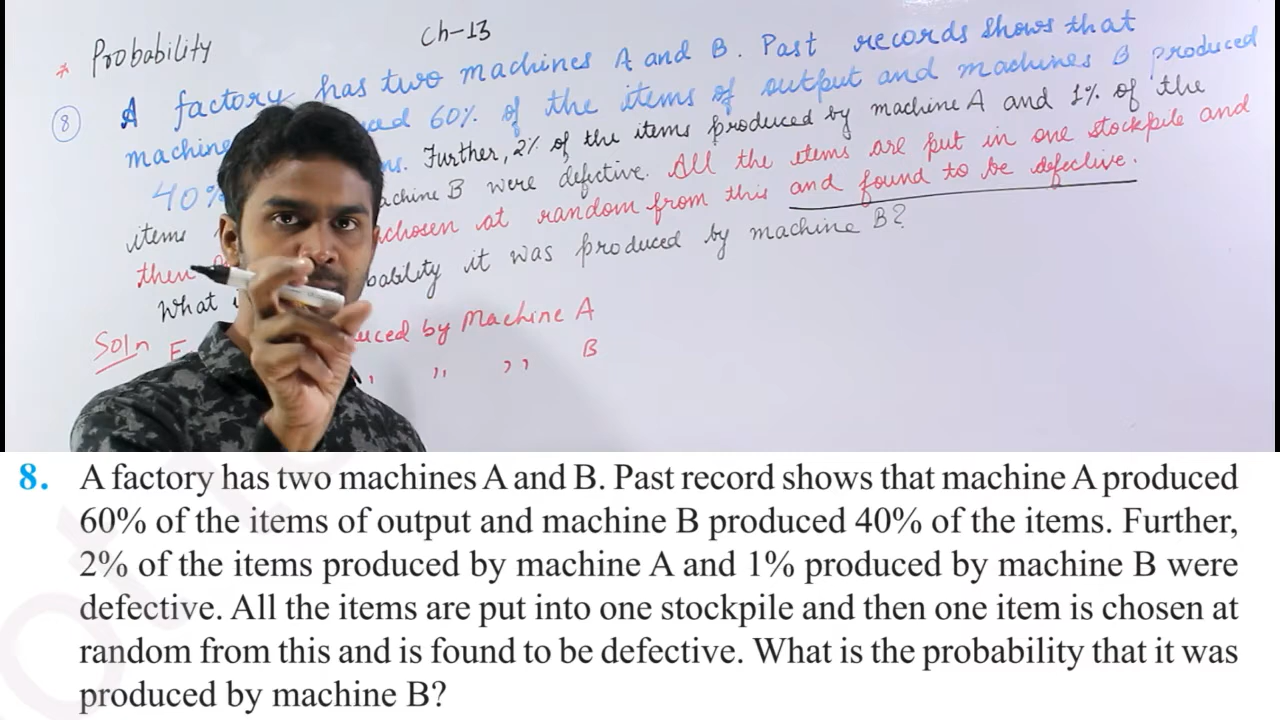 Probability
Ch-13
* 
8 A factory has two machines A and B. Past records shows that
machine 60% of the items of output and machines B produced
40% ms. Further, 2% of the items produced by machine A and 1% of the
items achine B were defective. All the items are put in one stockpile and
then chosen at random from this and found to be defective.
What i bability it was produced by machine B?
Soln E uced by Machine A
,, ,, ,, B
8. A factory has two machines A and B. Past record shows that machine A produced
60% of the items of output and machine B produced 40% of the items. Further,
2% of the items produced by machine A and 1% produced by machine B were
defective. All the items are put into one stockpile and then one item is chosen at
random from this and is found to be defective. What is the probability that it was
produced by machine B?